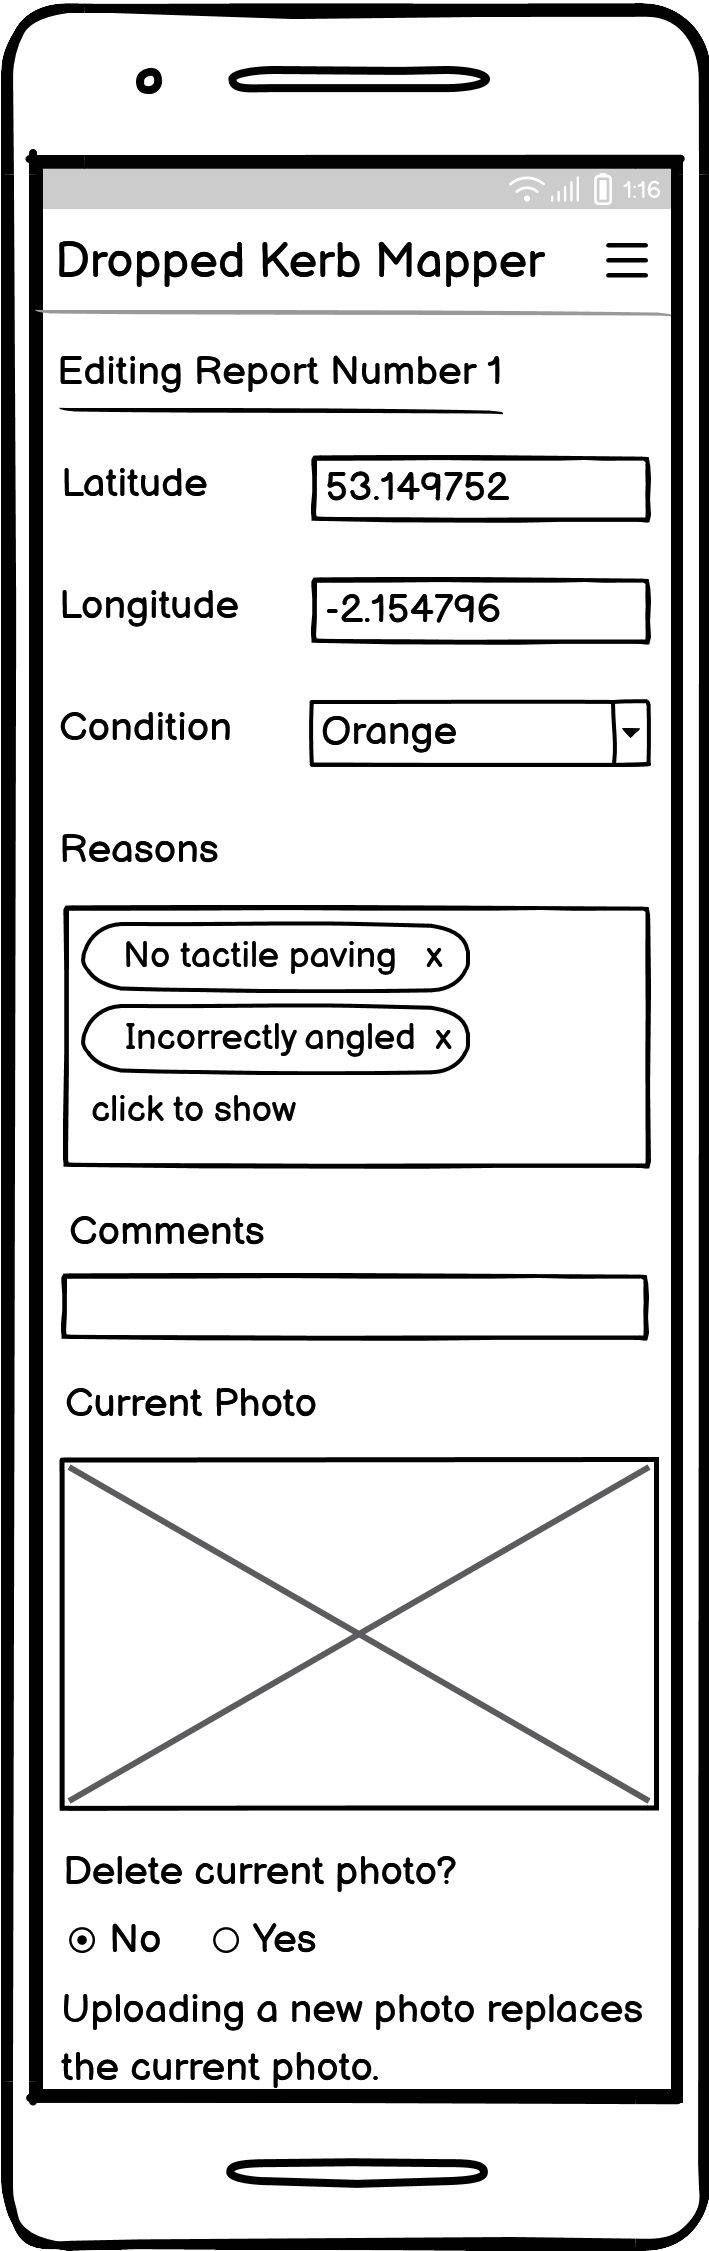 1:16
Dropped Kerb Mapper
Editing Report Number 1
Latitude 53.149752
Longitude -2.154796
Condition Orange
Reasons
No tactile paving x
Incorrectly angled x
click to show
Comments
Current Photo
Delete current photo?
No Yes
Uploading a new photo replaces
the current photo.